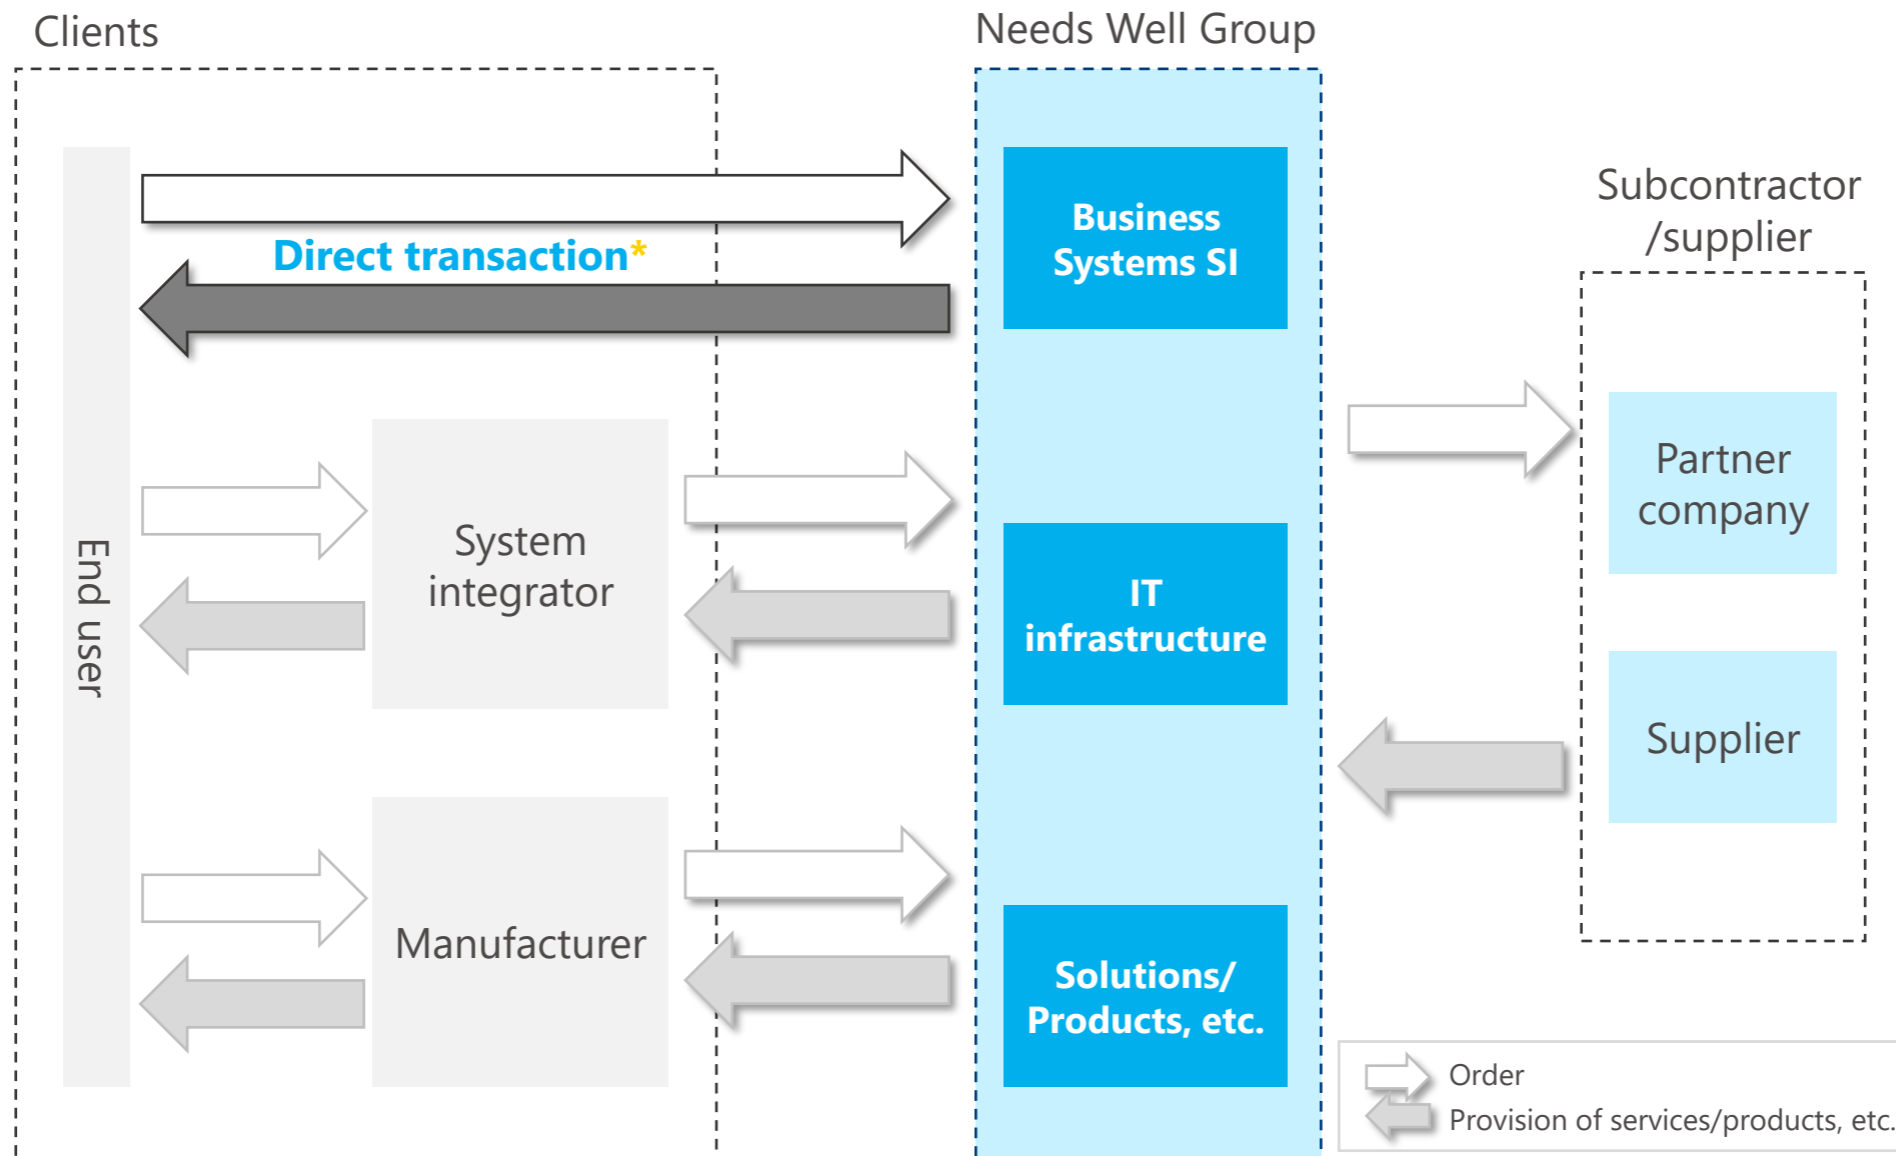 Clients
Needs Well Group
Subcontractor
/supplier
Direct transaction*
Business
Systems SI
End user
System
integrator
IT
infrastructure
Partner
company
Supplier
Manufacturer
Solutions/
Products, etc.
Order
Provision of services/products, etc.